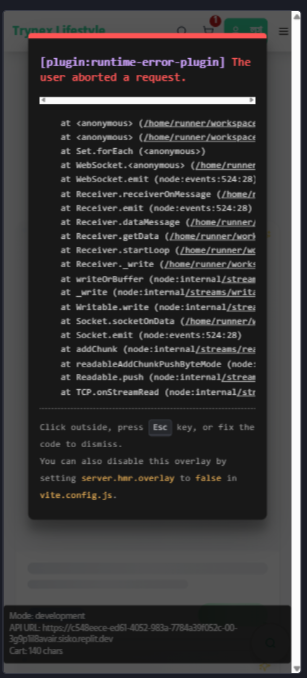 Trynex Lifestyle
1
[plugin:runtime-error-plugin] The
user aborted a request.
at <anonymous> (/home/runner/workspace
at <anonymous> (/home/runner/workspace
at Set.forEach (<anonymous>)
at WebSocket.<anonymous> (/home/runner
at WebSocket.emit (node:events:524:28)
at Receiver.receiverOnMessage (/home/r
at Receiver.emit (node:events:524:28)
at Receiver.dataMessage (/home/runner/
at Receiver.getData (/home/runner/work
at Receiver.startLoop (/home/runner/wo
at Receiver._write (/home/runner/works
at writeOrBuffer (node:internal/stream
at _write (node:internal/streams/writa
at Writable.write (node:internal/strea
at Socket.socketOnData (/home/runner/w
at Socket.emit (node:events:524:28)
at addChunk (node:internal/streams/rea
at readableAddChunkPushByteMode (node:
at Readable.push (node:internal/stream
at TCP.onStreamRead (node:internal/str
Click outside, press Esc key, or fix the
code to dismiss.
You can also disable this overlay by
setting server.hmr.overlay to false in
vite.config.js.
Mode: development
API URL: https://c548eece-ed61-4052-983a-7784a39f052c-00-
Cart: 140 chars